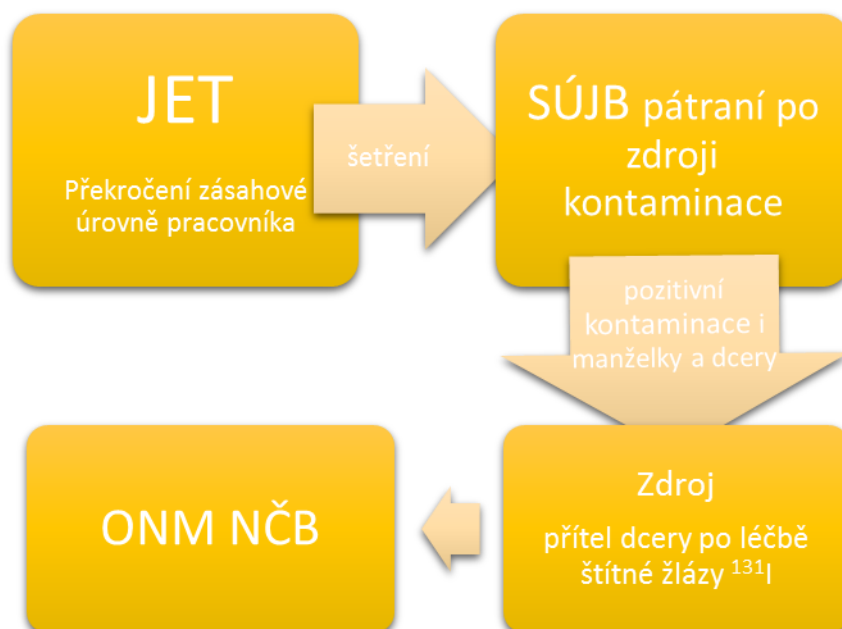 JET
Překročení zásahové
úrovně pracovníka
šetření
SÚJB pátraní po
zdroji
kontaminace
pozitivní
kontaminace i
manželky a dcery
Zdroj
přítel dcery po léčbě
štítné žlázy ¹³¹I
ONM NČB